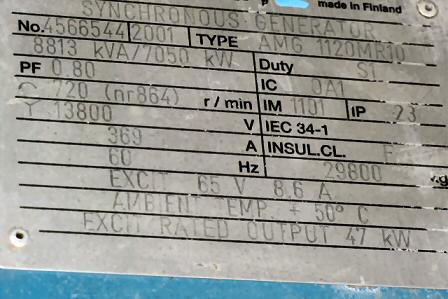 made in Finland
SYNCHRONOUS GENERATOR
No. 4566544 2001 TYPE AMG 1120MR10
8813 kVA/7050 kW Duty S1
PF 0.80 IC 0A1
720 (nr864) r/min IM 1101 IP 23
Y 13800 V IEC 34-1
369 A INSUL.CL. F
60 Hz 29800 kg
EXCIT 65 V 8.6 A
AMBIENT TEMP. + 50° C
EXCIT RATED OUTPUT 47 kW